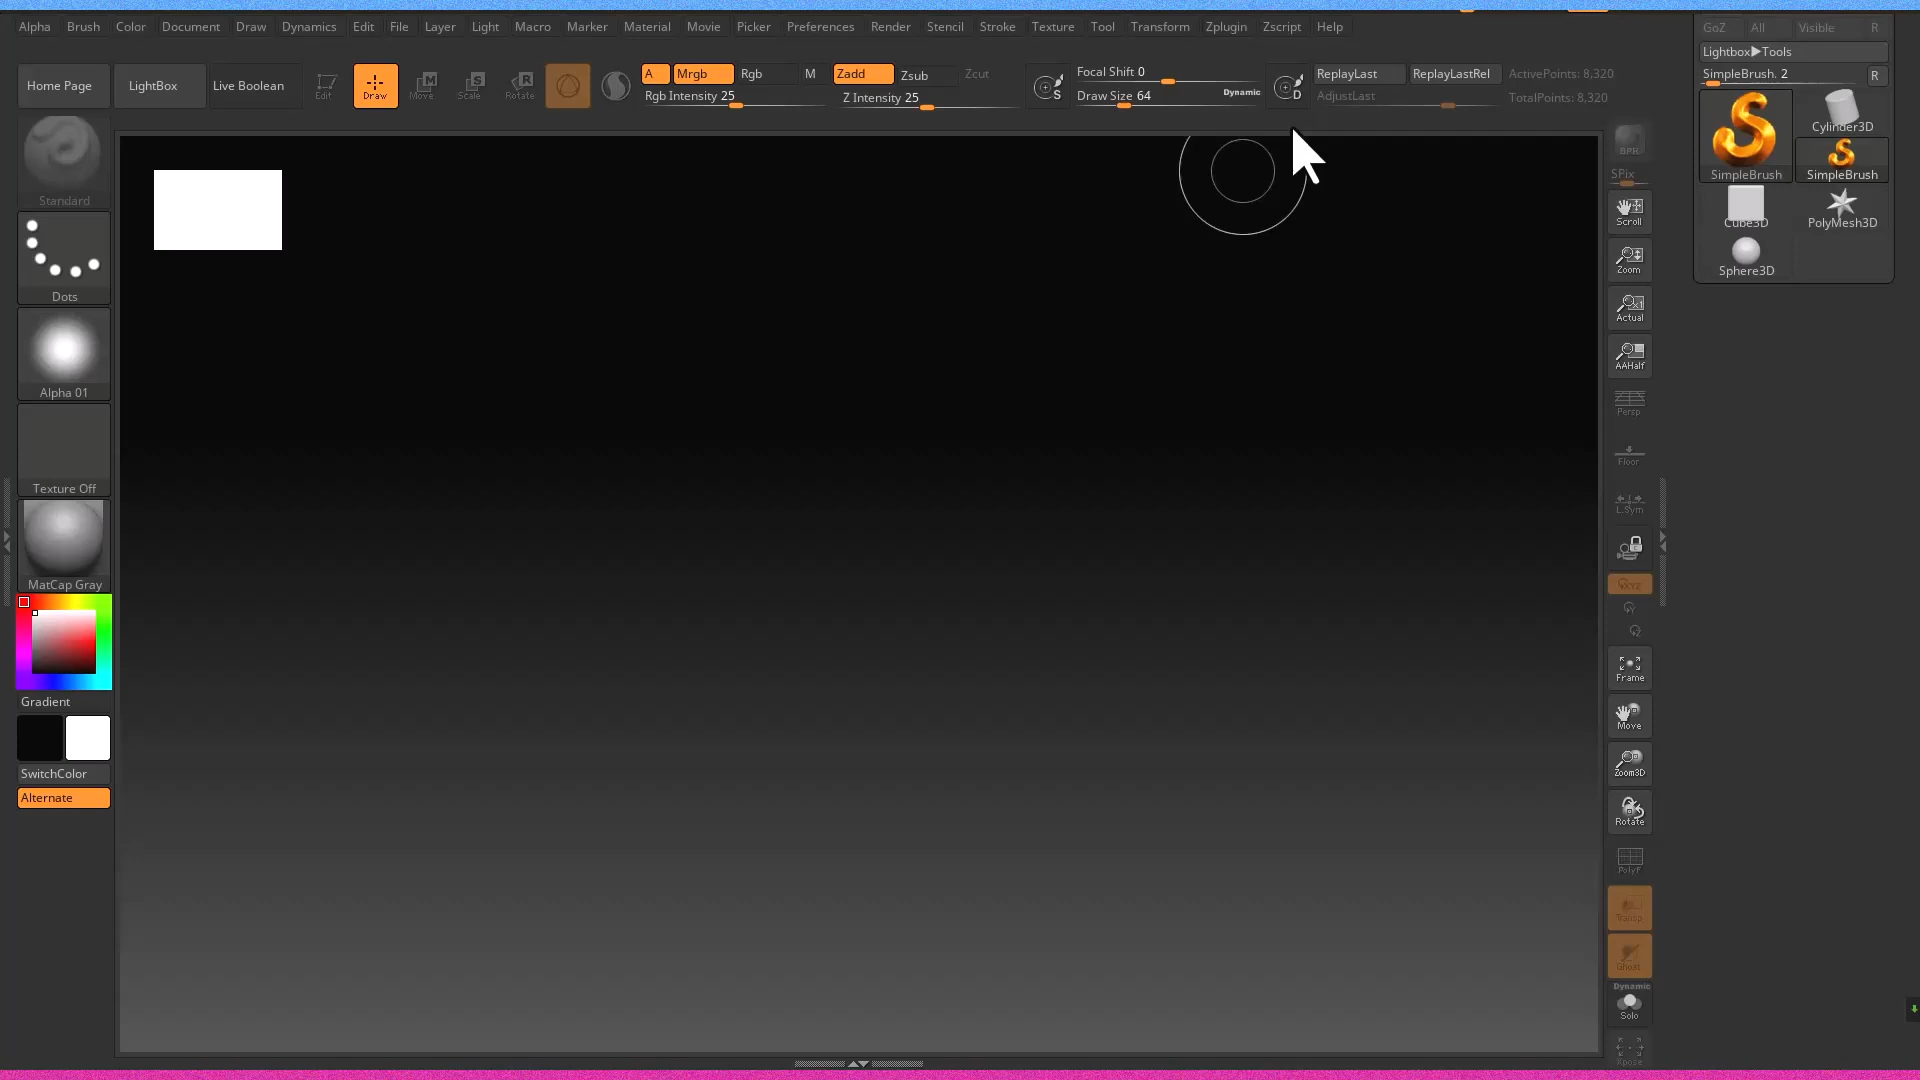 Alpha Brush Color Document Draw Dynamics Edit File Layer Light Macro Marker Material Movie Picker Preferences Render Stencil Stroke Texture Tool Transform Zplugin Zscript Help
GoZ All Visible R
Lightbox▶Tools
SimpleBrush. 2 R
Home Page LightBox Live Boolean Edit Draw Move Scale Rotate
A Mrgb Rgb M Zadd Zsub Zcut
Rgb Intensity 25 Z Intensity 25
S Focal Shift 0
Draw Size 64 Dynamic D
ReplayLast ReplayLastRel ActivePoints: 8,320
AdjustLast TotalPoints: 8,320
Cylinder3D
SimpleBrush SimpleBrush
Cube3D PolyMesh3D
Sphere3D
Standard
Dots
Alpha 01
Texture Off
MatCap Gray
Gradient
SwitchColor
Alternate
BPR
SPix
Scroll
Zoom
Actual
AAHalf
Persp
Floor
L.Sym
XYZ
Y
Z
Frame
Move
Zoom3D
Rotate
PolyF
Transp
Ghost
Dynamic
Solo
Xpose